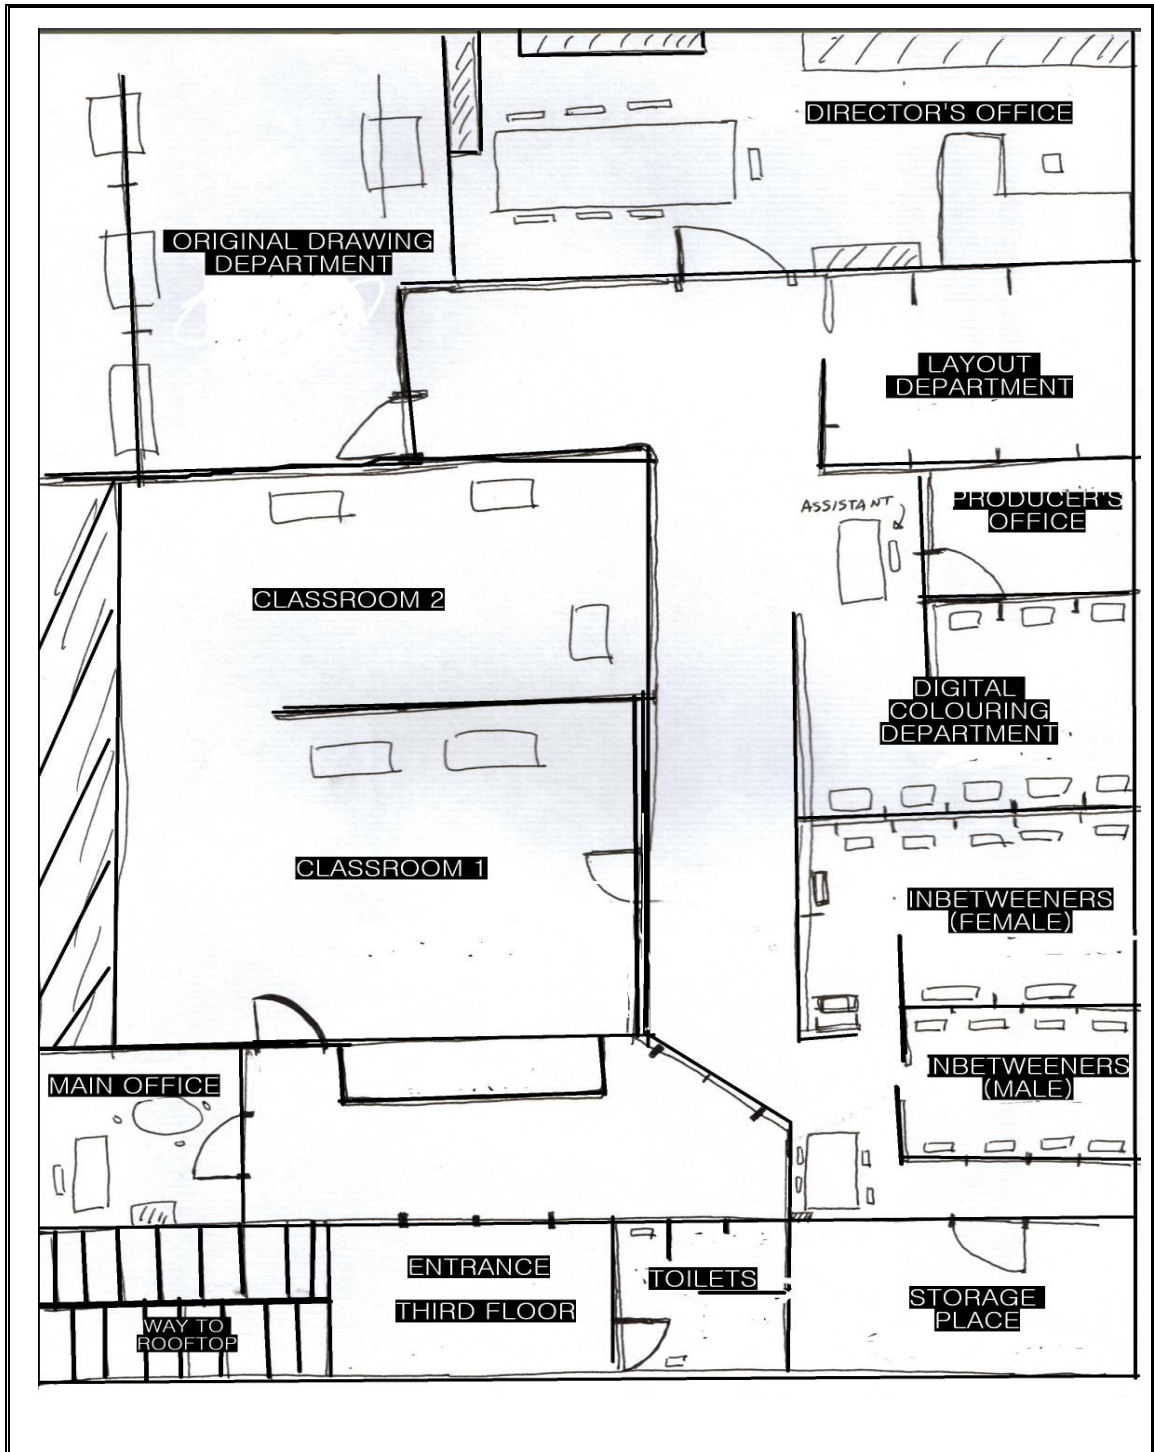 DIRECTOR'S OFFICE
ORIGINAL DRAWING
DEPARTMENT
LAYOUT
DEPARTMENT
ASSISTANT
PRODUCER'S
OFFICE
CLASSROOM 2
DIGITAL
COLOURING
DEPARTMENT
CLASSROOM 1
INBETWEENERS
(FEMALE)
MAIN OFFICE
INBETWEENERS
(MALE)
ENTRANCE
THIRD FLOOR
TOILETS
STORAGE
PLACE
WAY TO
ROOFTOP